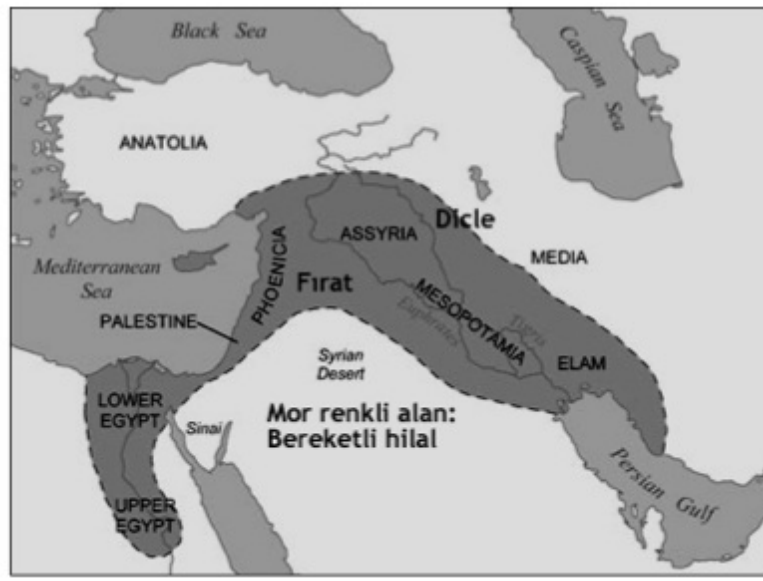 Black Sea
Caspian Sea
ANATOLIA
Dicle
ASSYRIA
MEDIA
Mediterranean
Sea
PHOENICIA
Fırat
MESOPOTAMIA
Euphrates
Tigris
PALESTINE
ELAM
Syrian
Desert
LOWER
EGYPT
Sinai
Mor renkli alan:
Bereketli hilal
Persian Gulf
UPPER
EGYPT